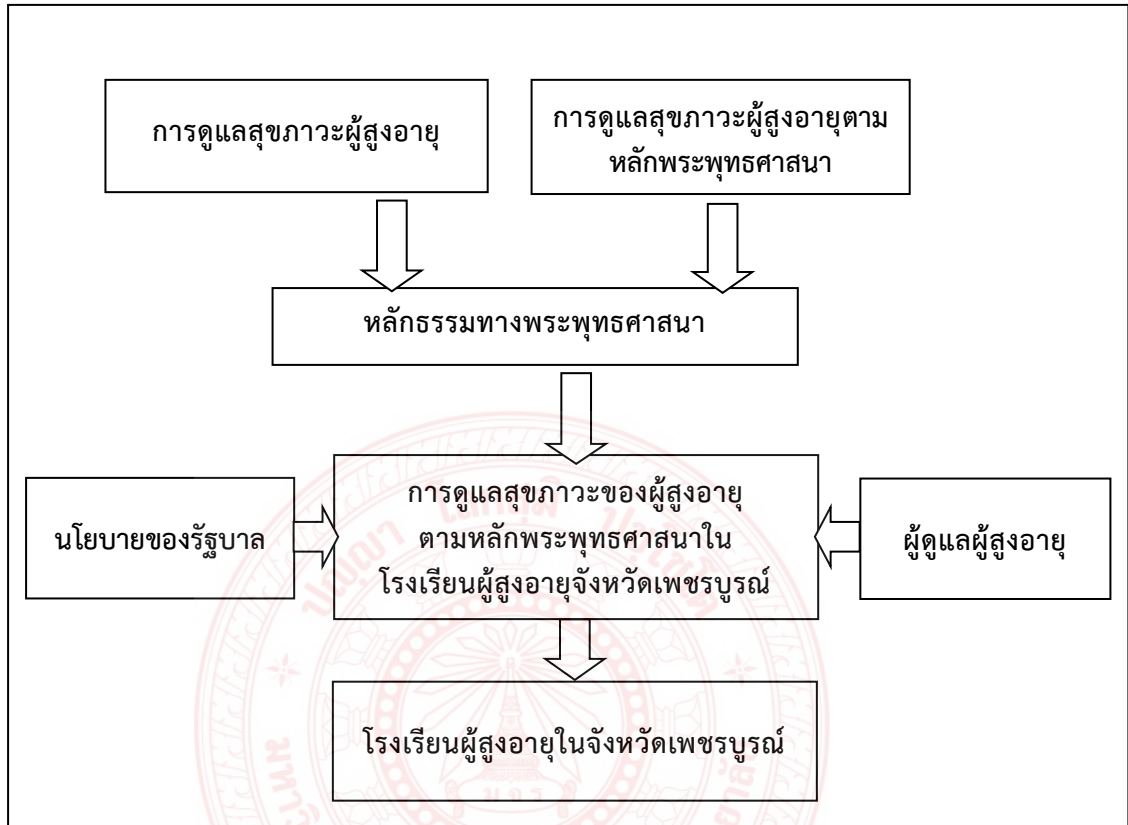 การดูแลสุขภาวะผู้สูงอายุ
การดูแลสุขภาวะผู้สูงอายุตาม
หลักพระพุทธศาสนา
หลักธรรมทางพระพุทธศาสนา
นโยบายของรัฐบาล
การดูแลสุขภาวะของผู้สูงอายุ
ตามหลักพระพุทธศาสนาใน
โรงเรียนผู้สูงอายุจังหวัดเพชรบูรณ์
ผู้ดูแลผู้สูงอายุ
โรงเรียนผู้สูงอายุในจังหวัดเพชรบูรณ์